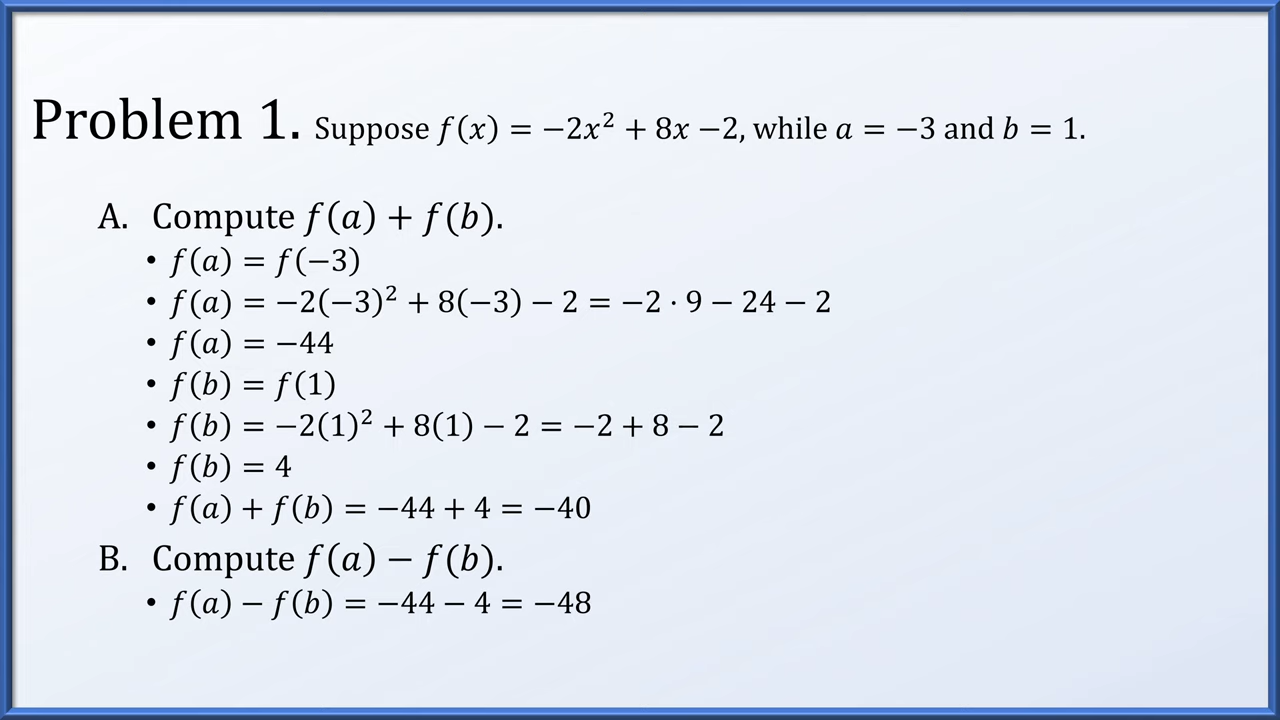 Problem 1. Suppose f(x) = −2x² + 8x −2, while a = −3 and b = 1.
A. Compute f(a) + f(b).
• f(a) = f(−3)
• f(a) = −2(−3)² + 8(−3) − 2 = −2 · 9 − 24 − 2
• f(a) = −44
• f(b) = f(1)
• f(b) = −2(1)² + 8(1) − 2 = −2 + 8 − 2
• f(b) = 4
• f(a) + f(b) = −44 + 4 = −40
B. Compute f(a) − f(b).
• f(a) − f(b) = −44 − 4 = −48